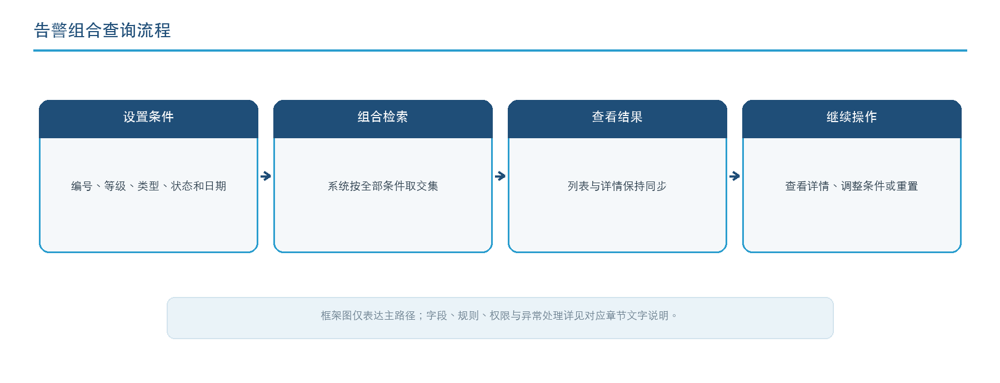 告警组合查询流程
设置条件
编号、等级、类型、状态和日期
组合检索
系统按全部条件取交集
查看结果
列表与详情保持同步
继续操作
查看详情、调整条件或重置
框架图仅表达主路径；字段、规则、权限与异常处理详见对应章节文字说明。